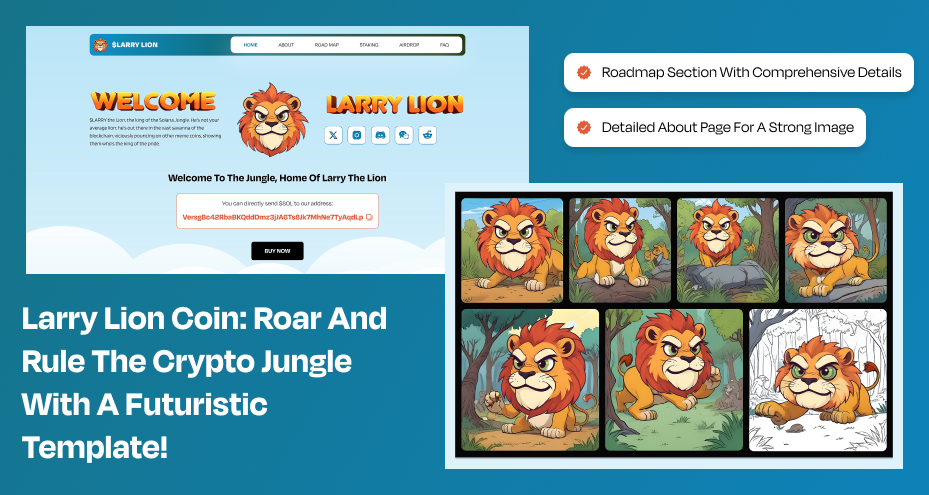 $LARRY LION
HOME ABOUT ROAD MAP STAKING AIRDROP FAQ
WELCOME
$LARRY the Lion, the king of the Solana Jungle. He's not your
average lion; he's out there in the vast savanna of the
blockchain, viciously pouncing on other meme coins, showing
them who's the king of the pride.
LARRY LION
Welcome To The Jungle, Home Of Larry The Lion
You can directly send $SOL to our address:
BUY NOW
Roadmap Section With Comprehensive Details
Detailed About Page For A Strong Image
Larry Lion Coin: Roar And
Rule The Crypto Jungle
With A Futuristic
Template!